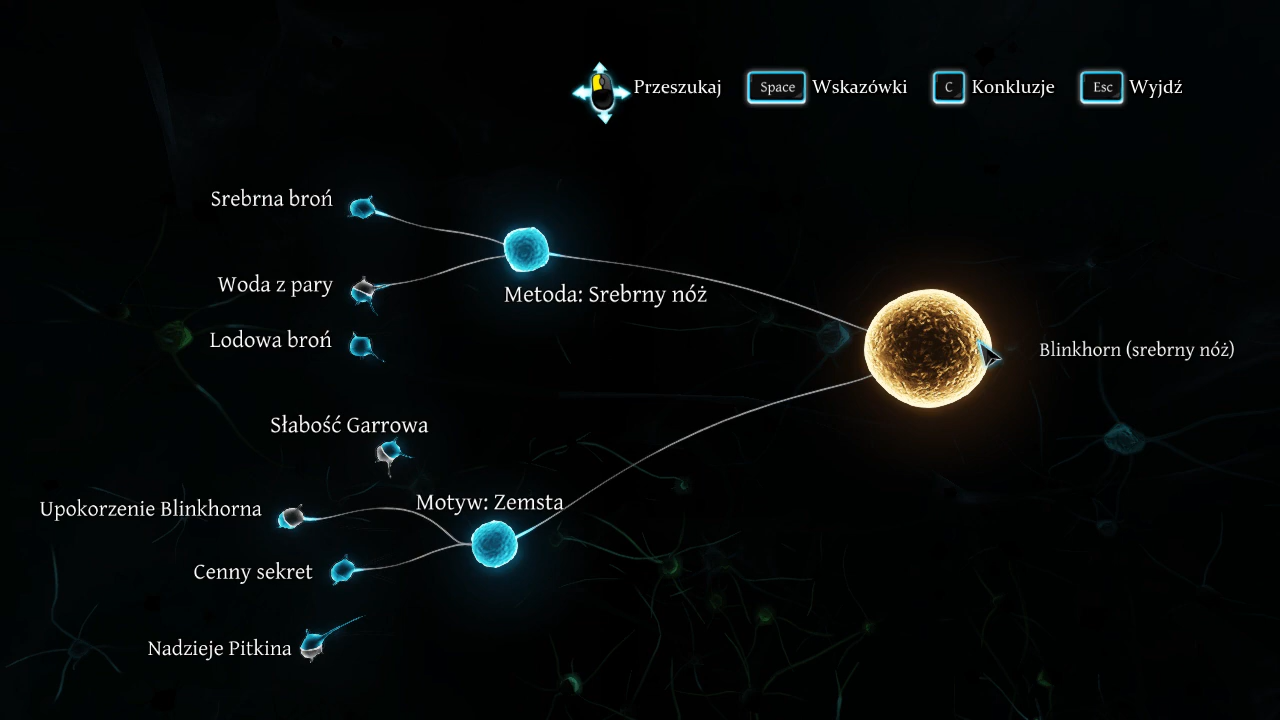 Przeszukaj
Space
Wskazówki
C
Konkluzje
Esc
Wyjdź
Srebrna broń
Woda z pary
Metoda: Srebrny nóż
Lodowa broń
Blinkhorn (srebrny nóż)
Słabość Garrowa
Motyw: Zemsta
Upokorzenie Blinkhorna
Cenny sekret
Nadzieje Pitkina